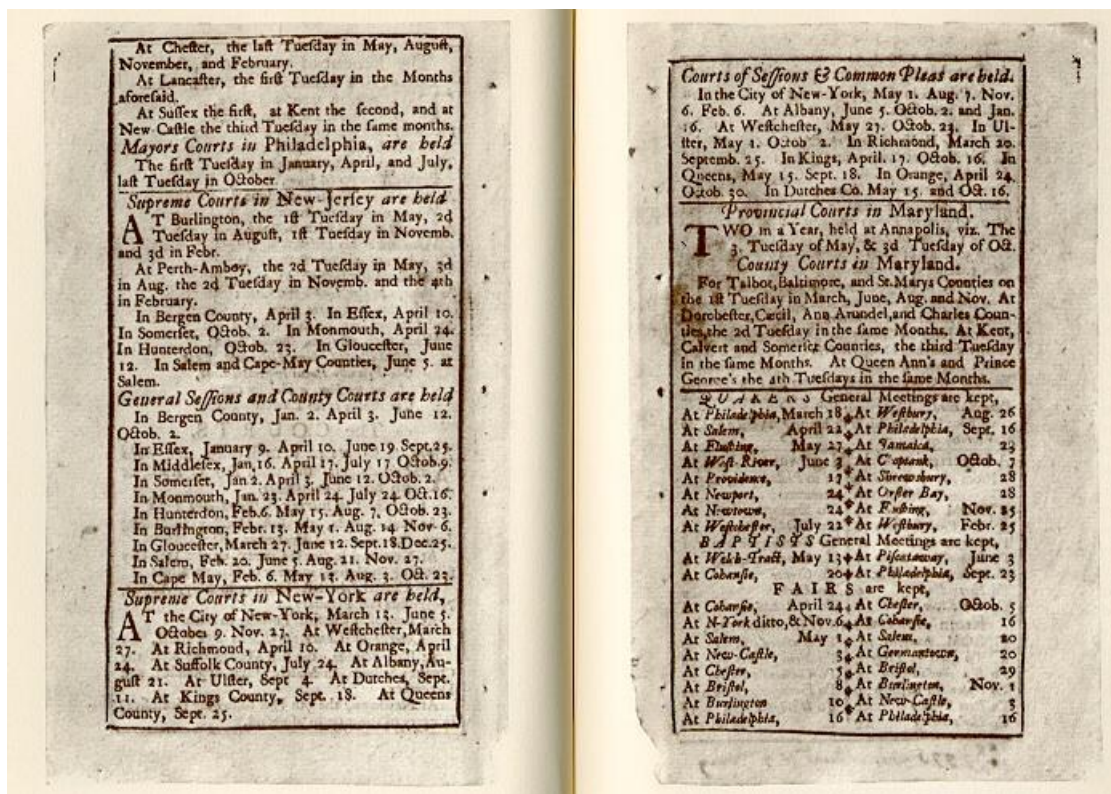 At Cheſter, the laſt Tueſday in May, Auguſt,
November, and February.
At Lancaſter, the firſt Tueſday in the Months
aforeſaid.
At Suſſex the firſt, at Kent the ſecond, and at
New-Caſtle the third Tueſday in the ſame months.
Mayors Courts in Philadelphia, are held
The firſt Tueſday in January, April, and July,
laſt Tueſday in October.
Supreme Courts in New-Jerſey are held
AT Burlington, the 1ſt Tueſday in May, 2d
Tueſday in Auguſt, 1ſt Tueſday in Novemb.
and 3d in Febr.
At Perth-Amboy, the 2d Tueſday in May, 3d
in Aug. the 2d Tueſday in Novemb. and the 4th
in February.
In Bergen County, April 3. In Eſſex, April 10.
In Somerſet, Octob. 2. In Monmouth, April 24.
In Hunterdon, Octob. 23. In Glouceſter, June
12. In Salem and Cape-May Counties, June 5. at
Salem.
General Seſſions and County Courts are held
In Bergen County, Jan. 2. April 3. June 12.
Octob. 2.
In Eſſex, January 9. April 10. June 19. Sept. 25.
In Middleſex, Jan. 16. April 17. July 17 Octob. 9.
In Somerſet, Jan 2. April 3. June 12. Octob. 2.
In Monmouth, Jan. 23. April 24. July 24 Oct. 16.
In Hunterdon, Feb. 6. May 15. Aug. 7. Octob. 23.
In Burlington, Febr. 13. May 1. Aug. 14. Nov. 6.
In Glouceſter, March 27. June 12. Sept. 18. Dec. 25.
In Salem, Feb. 20. June 5. Aug. 21. Nov. 27.
In Cape May, Feb. 6. May 13. Aug. 3. Oct. 23.
Supreme Courts in New-York are held,
AT the City of New-York, March 13. June 5.
October 9. Nov. 27. At Weſtcheſter, March
27. At Richmond, April 10. At Orange, April
24. At Suffolk County, July 24. At Albany, Au-
guſt 21. At Ulſter, Sept 4. At Dutches, Sept.
11. At Kings County, Sept. 18. At Queens
County, Sept. 25.
Courts of Seſſions & Common Pleas are held.
In the City of New-York, May 1. Aug. 7. Nov.
6. Feb. 6. At Albany, June 5. Octob. 2. and Jan.
16. At Weſtcheſter, May 27. Octob. 23. In Ul-
ſter, May 1. Octob 2. In Richmond, March 20.
Septemb. 25. In Kings, April. 17. Octob. 16. In
Queens, May 15. Sept. 18. In Orange, April 24.
Octob. 30. In Dutches Co. May 15. and Oct. 16.
Provincial Courts in Maryland.
TWO in a Year, held at Annapolis, viz. The
3. Tueſday of May, & 3d Tueſday of Oct.
County Courts in Maryland.
For Talbot, Baltimore, and St. Marys Counties on
the 1ſt Tueſday in March, June, Aug. and Nov. At
Dorcheſter, Cæcil, Ann Arundel, and Charles Coun-
ties, the 2d Tueſday in the ſame Months. At Kent,
Calvert and Somerſet Counties, the third Tueſday
in the ſame Months. At Queen Ann's and Prince
George's the 4th Tueſdays in the ſame Months.
QUAKERS General Meetings are kept,
At Philadelphia, March 18 At Weſtbury, Aug. 26
At Salem, April 22 At Philadelphia, Sept. 16
At Fluſhing, May 27 At Jamaica, 23
At Weſt-River, June 3 At Coptank, Octob. 7
At Providence, 17 At Shrewsbury, 28
At Newport, 24 At Oyſter Bay, 28
At Newtown, 24 At Fluſhing, Nov. 25
At Weſtcheſter, July 22 At Weſtbury, Febr. 25
BAPTISTS General Meetings are kept,
At Welch-Tract, May 13 At Piſcataway, June 3
At Cohanſie, 20 At Philadelphia, Sept. 23
FAIRS are kept,
At Cohanſie, April 24 At Cheſter, Octob. 5
At N-York ditto, & Nov. 6 At Cohanſie, 16
At Salem, May 1 At Salem, 20
At New-Caſtle, 3 At Germantown, 20
At Cheſter, 5 At Briſtol, 29
At Briſtol, 8 At Burlington, Nov. 1
At Burlington 10 At New-Caſtle, 3
At Philadelphia, 16 At Philadelphia, 16